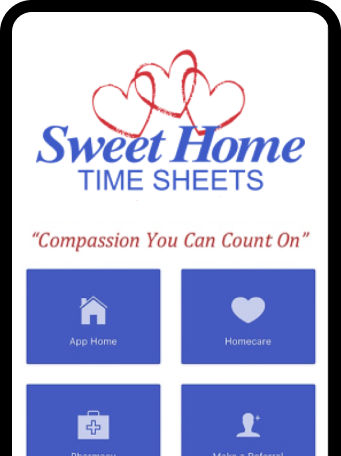 Sweet Home
TIME SHEETS
“Compassion You Can Count On”
App Home
Homecare
Pharmacy
Make a Referral